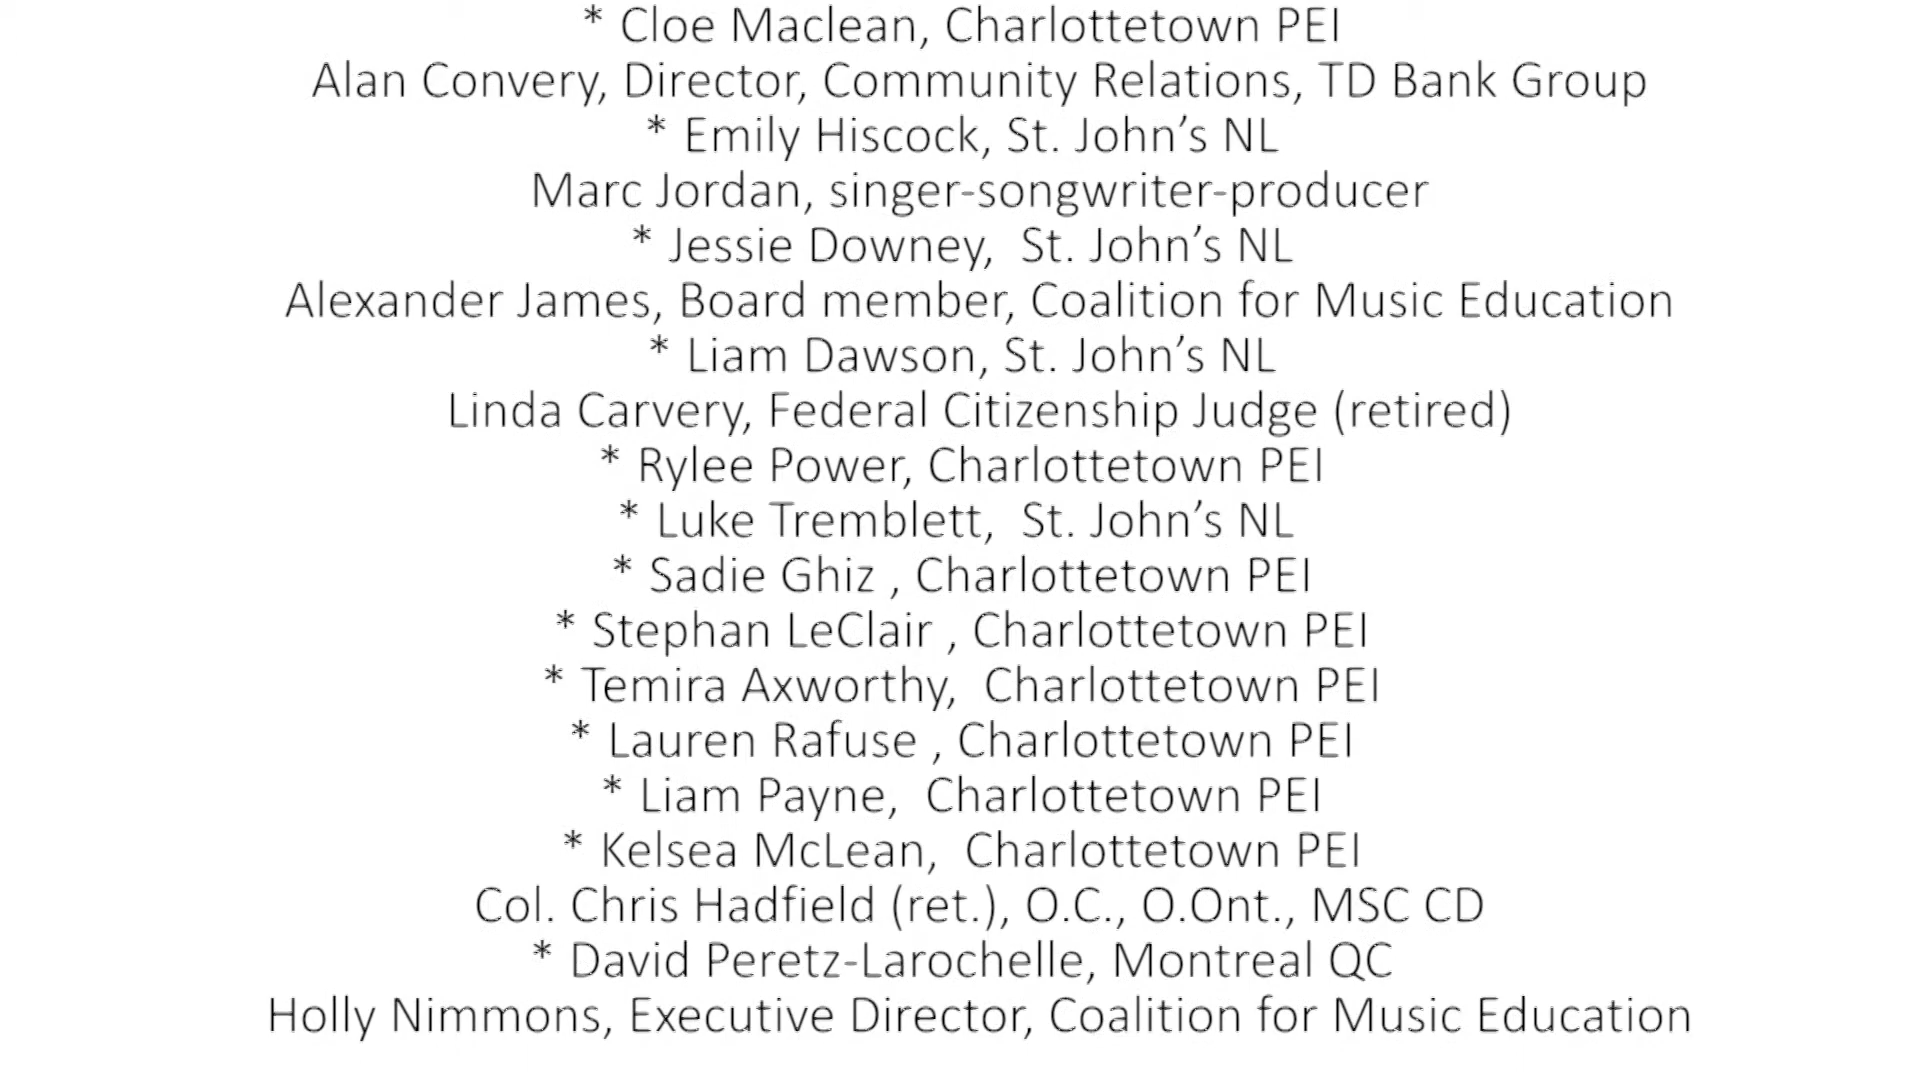 * Cloe Maclean, Charlottetown PEI
Alan Convery, Director, Community Relations, TD Bank Group
* Emily Hiscock, St. John’s NL
Marc Jordan, singer-songwriter-producer
* Jessie Downey,  St. John’s NL
Alexander James, Board member, Coalition for Music Education
* Liam Dawson, St. John’s NL
Linda Carvery, Federal Citizenship Judge (retired)
* Rylee Power, Charlottetown PEI
* Luke Tremblett,  St. John’s NL
* Sadie Ghiz , Charlottetown PEI
* Stephan LeClair , Charlottetown PEI
* Temira Axworthy,  Charlottetown PEI
* Lauren Rafuse , Charlottetown PEI
* Liam Payne,  Charlottetown PEI
* Kelsea McLean,  Charlottetown PEI
Col. Chris Hadfield (ret.), O.C., O.Ont., MSC CD
* David Peretz-Larochelle, Montreal QC
Holly Nimmons, Executive Director, Coalition for Music Education